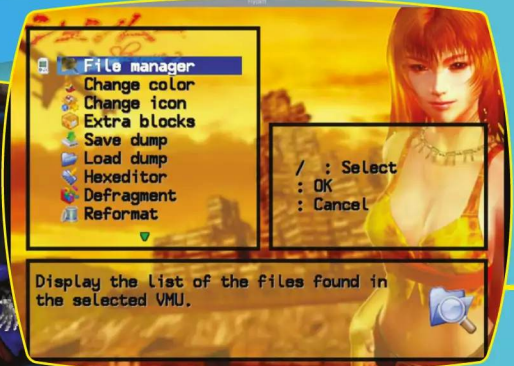 File manager
Change color
Change icon
Extra blocks
Save dump
Load dump
Hexeditor
Defragment
Reformat
/ : Select
: OK
: Cancel
Display the list of the files found in
the selected VMU.